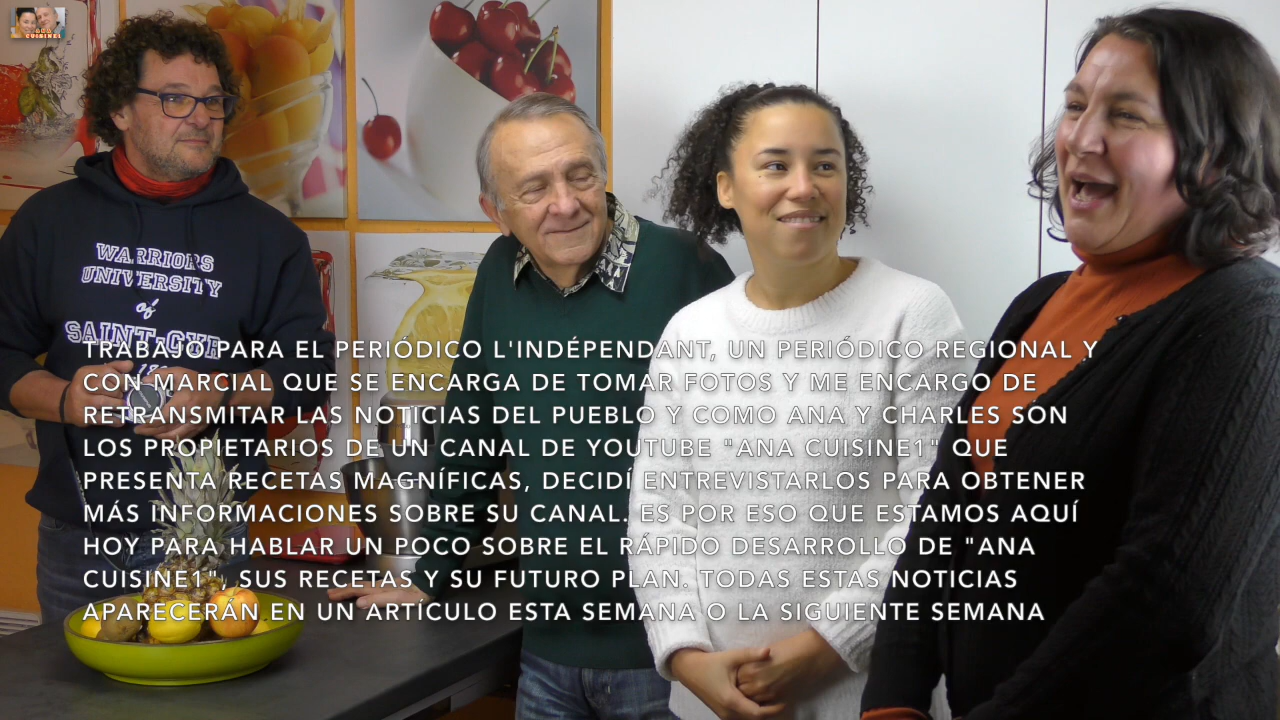 CUISINE1
WARRIORS
UNIVERSITY
of
SAINT-CYR
TRABAJO PARA EL PERIÓDICO L'INDÉPENDANT, UN PERIÓDICO REGIONAL Y
CON MARCIAL QUE SE ENCARGA DE TOMAR FOTOS Y ME ENCARGO DE
RETRANSMITAR LAS NOTICIAS DEL PUEBLO Y COMO ANA Y CHARLES SON
LOS PROPIETARIOS DE UN CANAL DE YOUTUBE "ANA CUISINE1" QUE
PRESENTA RECETAS MAGNÍFICAS, DECIDÍ ENTREVISTARLOS PARA OBTENER
MÁS INFORMACIONES SOBRE SU CANAL. ES POR ESO QUE ESTAMOS AQUÍ
HOY PARA HABLAR UN POCO SOBRE EL RÁPIDO DESARROLLO DE "ANA
CUISINE1", SUS RECETAS Y SU FUTURO PLAN. TODAS ESTAS NOTICIAS
APARECERÁN EN UN ARTÍCULO ESTA SEMANA O LA SIGUIENTE SEMANA